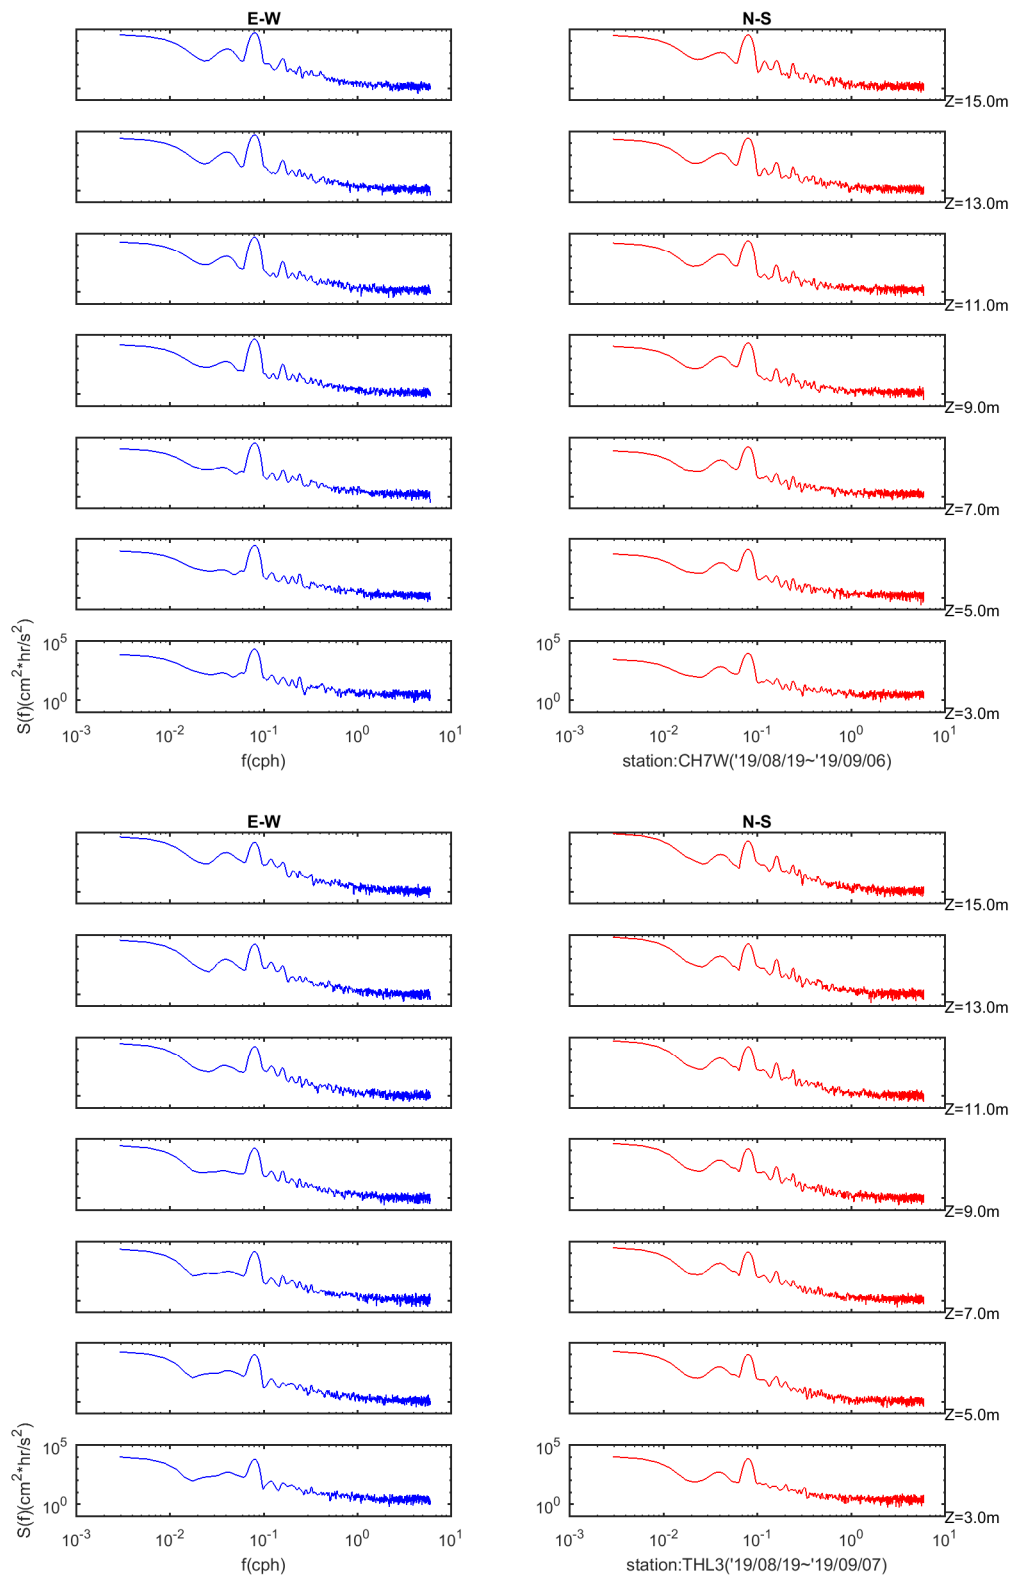 E-W N-S
Z=15.0m
Z=13.0m
Z=11.0m
Z=9.0m
Z=7.0m
Z=5.0m
S(f)(cm²*hr/s²)
10⁵ 10⁵
10⁰ 10⁰
Z=3.0m
10⁻³ 10⁻² 10⁻¹ 10⁰ 10¹ 10⁻³ 10⁻² 10⁻¹ 10⁰ 10¹
f(cph) station:CH7W('19/08/19~'19/09/06)
E-W N-S
Z=15.0m
Z=13.0m
Z=11.0m
Z=9.0m
Z=7.0m
Z=5.0m
S(f)(cm²*hr/s²)
10⁵ 10⁵
10⁰ 10⁰
Z=3.0m
10⁻³ 10⁻² 10⁻¹ 10⁰ 10¹ 10⁻³ 10⁻² 10⁻¹ 10⁰ 10¹
f(cph) station:THL3('19/08/19~'19/09/07)